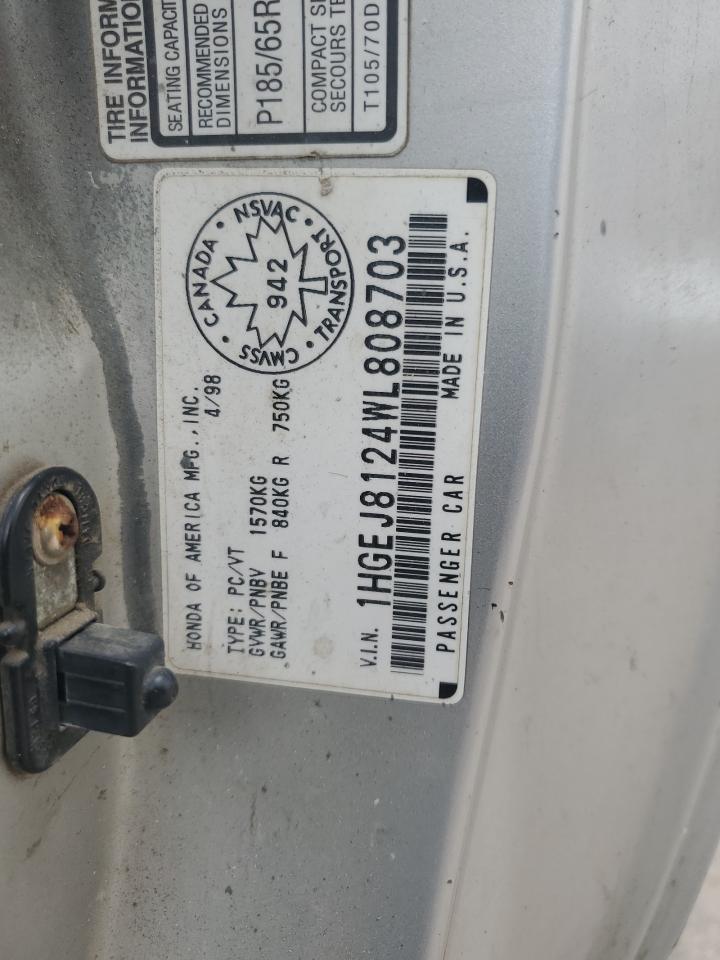 TIRE INFORM
INFORMATION
SEATING CAPACIT
RECOMMENDED
DIMENSIONS
P185/65R
COMPACT S
SECOURS TE
T105/70D
HONDA OF AMERICA MFG.,INC.
4/98
TYPE: PC/VT
GVWR/PNBV 1570KG
GAWR/PNBE F 840KG R 750KG
CANADA · NSVAC · TRANSPORT · CMVSS ·
942
V.I.N. 1HGEJ8124WL808703
PASSENGER CAR MADE IN U.S.A.